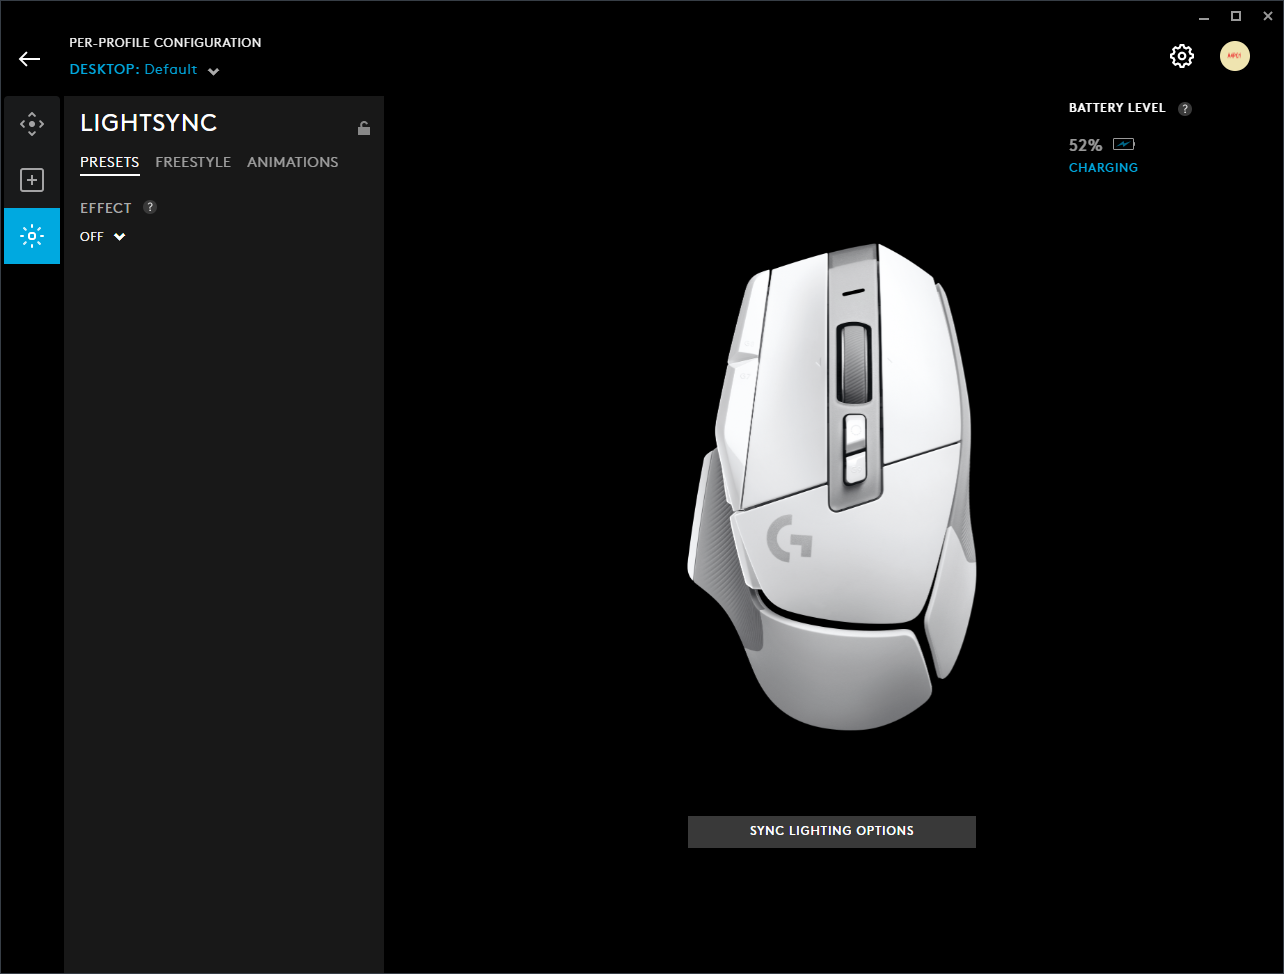 PER-PROFILE CONFIGURATION
DESKTOP: Default
LIGHTSYNC
PRESETS FREESTYLE ANIMATIONS
EFFECT ?
OFF
BATTERY LEVEL ?
52%
CHARGING
G
SYNC LIGHTING OPTIONS